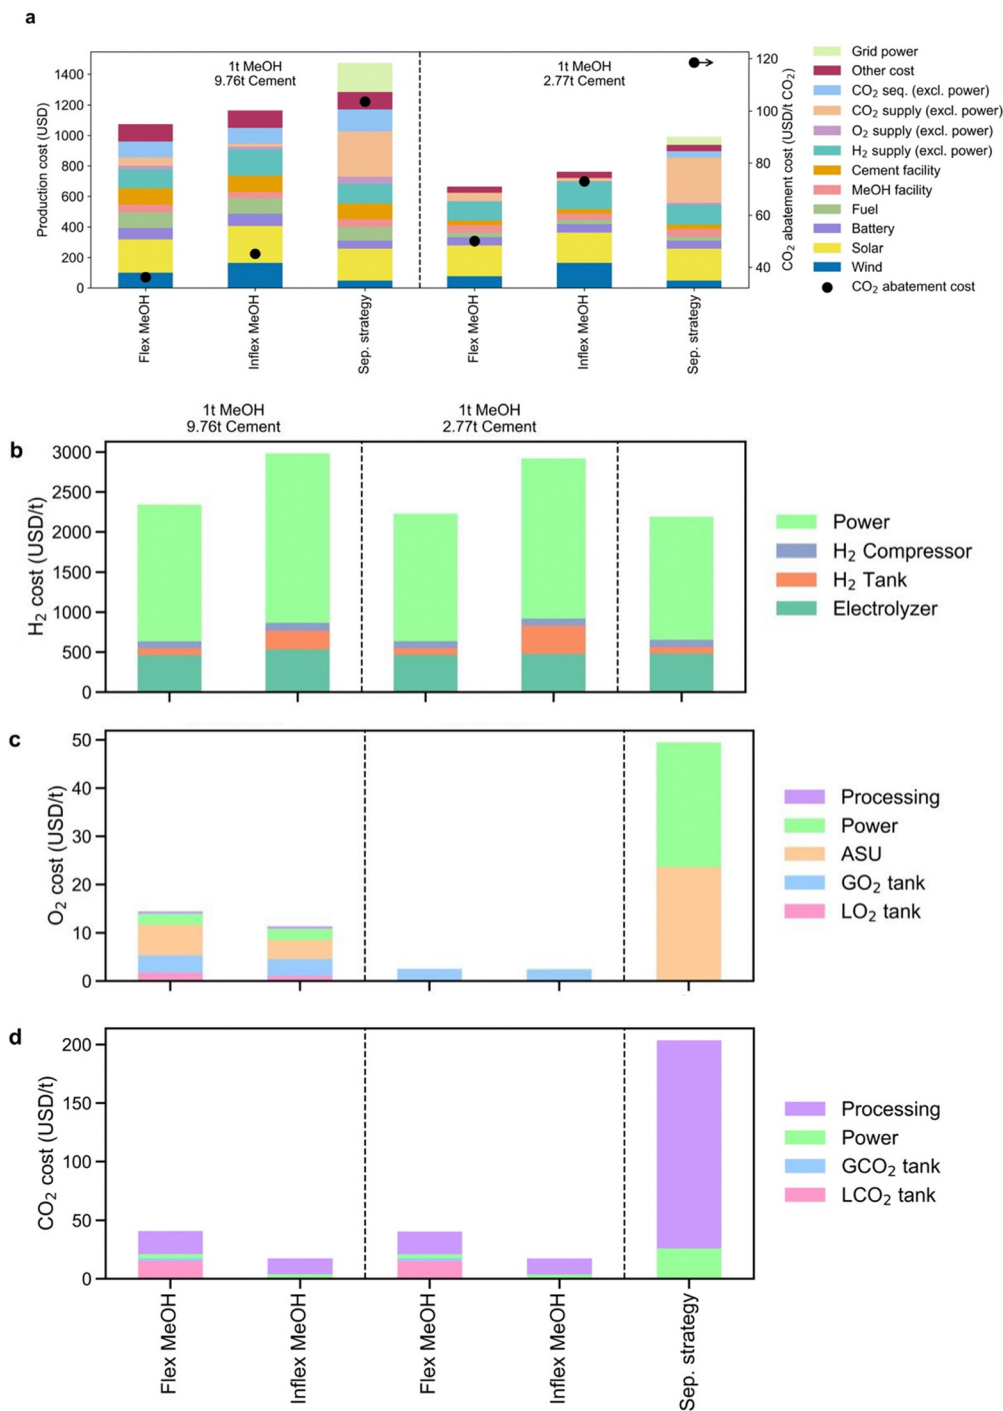 a
1t MeOH
9.76t Cement
1t MeOH
2.77t Cement
Production cost (USD)
1400
1200
1000
800
600
400
200
0
120
100
80
60
40
CO₂ abatement cost (USD/t CO₂)
Flex MeOH
Inflex MeOH
Sep. strategy
Flex MeOH
Inflex MeOH
Sep. strategy
Grid power
Other cost
CO₂ seq. (excl. power)
CO₂ supply (excl. power)
O₂ supply (excl. power)
H₂ supply (excl. power)
Cement facility
MeOH facility
Fuel
Battery
Solar
Wind
CO₂ abatement cost
b
1t MeOH
9.76t Cement
1t MeOH
2.77t Cement
H₂ cost (USD/t)
3000
2500
2000
1500
1000
500
0
Power
H₂ Compressor
H₂ Tank
Electrolyzer
c
O₂ cost (USD/t)
50
40
30
20
10
0
Processing
Power
ASU
GO₂ tank
LO₂ tank
d
CO₂ cost (USD/t)
200
150
100
50
0
Processing
Power
GCO₂ tank
LCO₂ tank
Flex MeOH
Inflex MeOH
Flex MeOH
Inflex MeOH
Sep. strategy